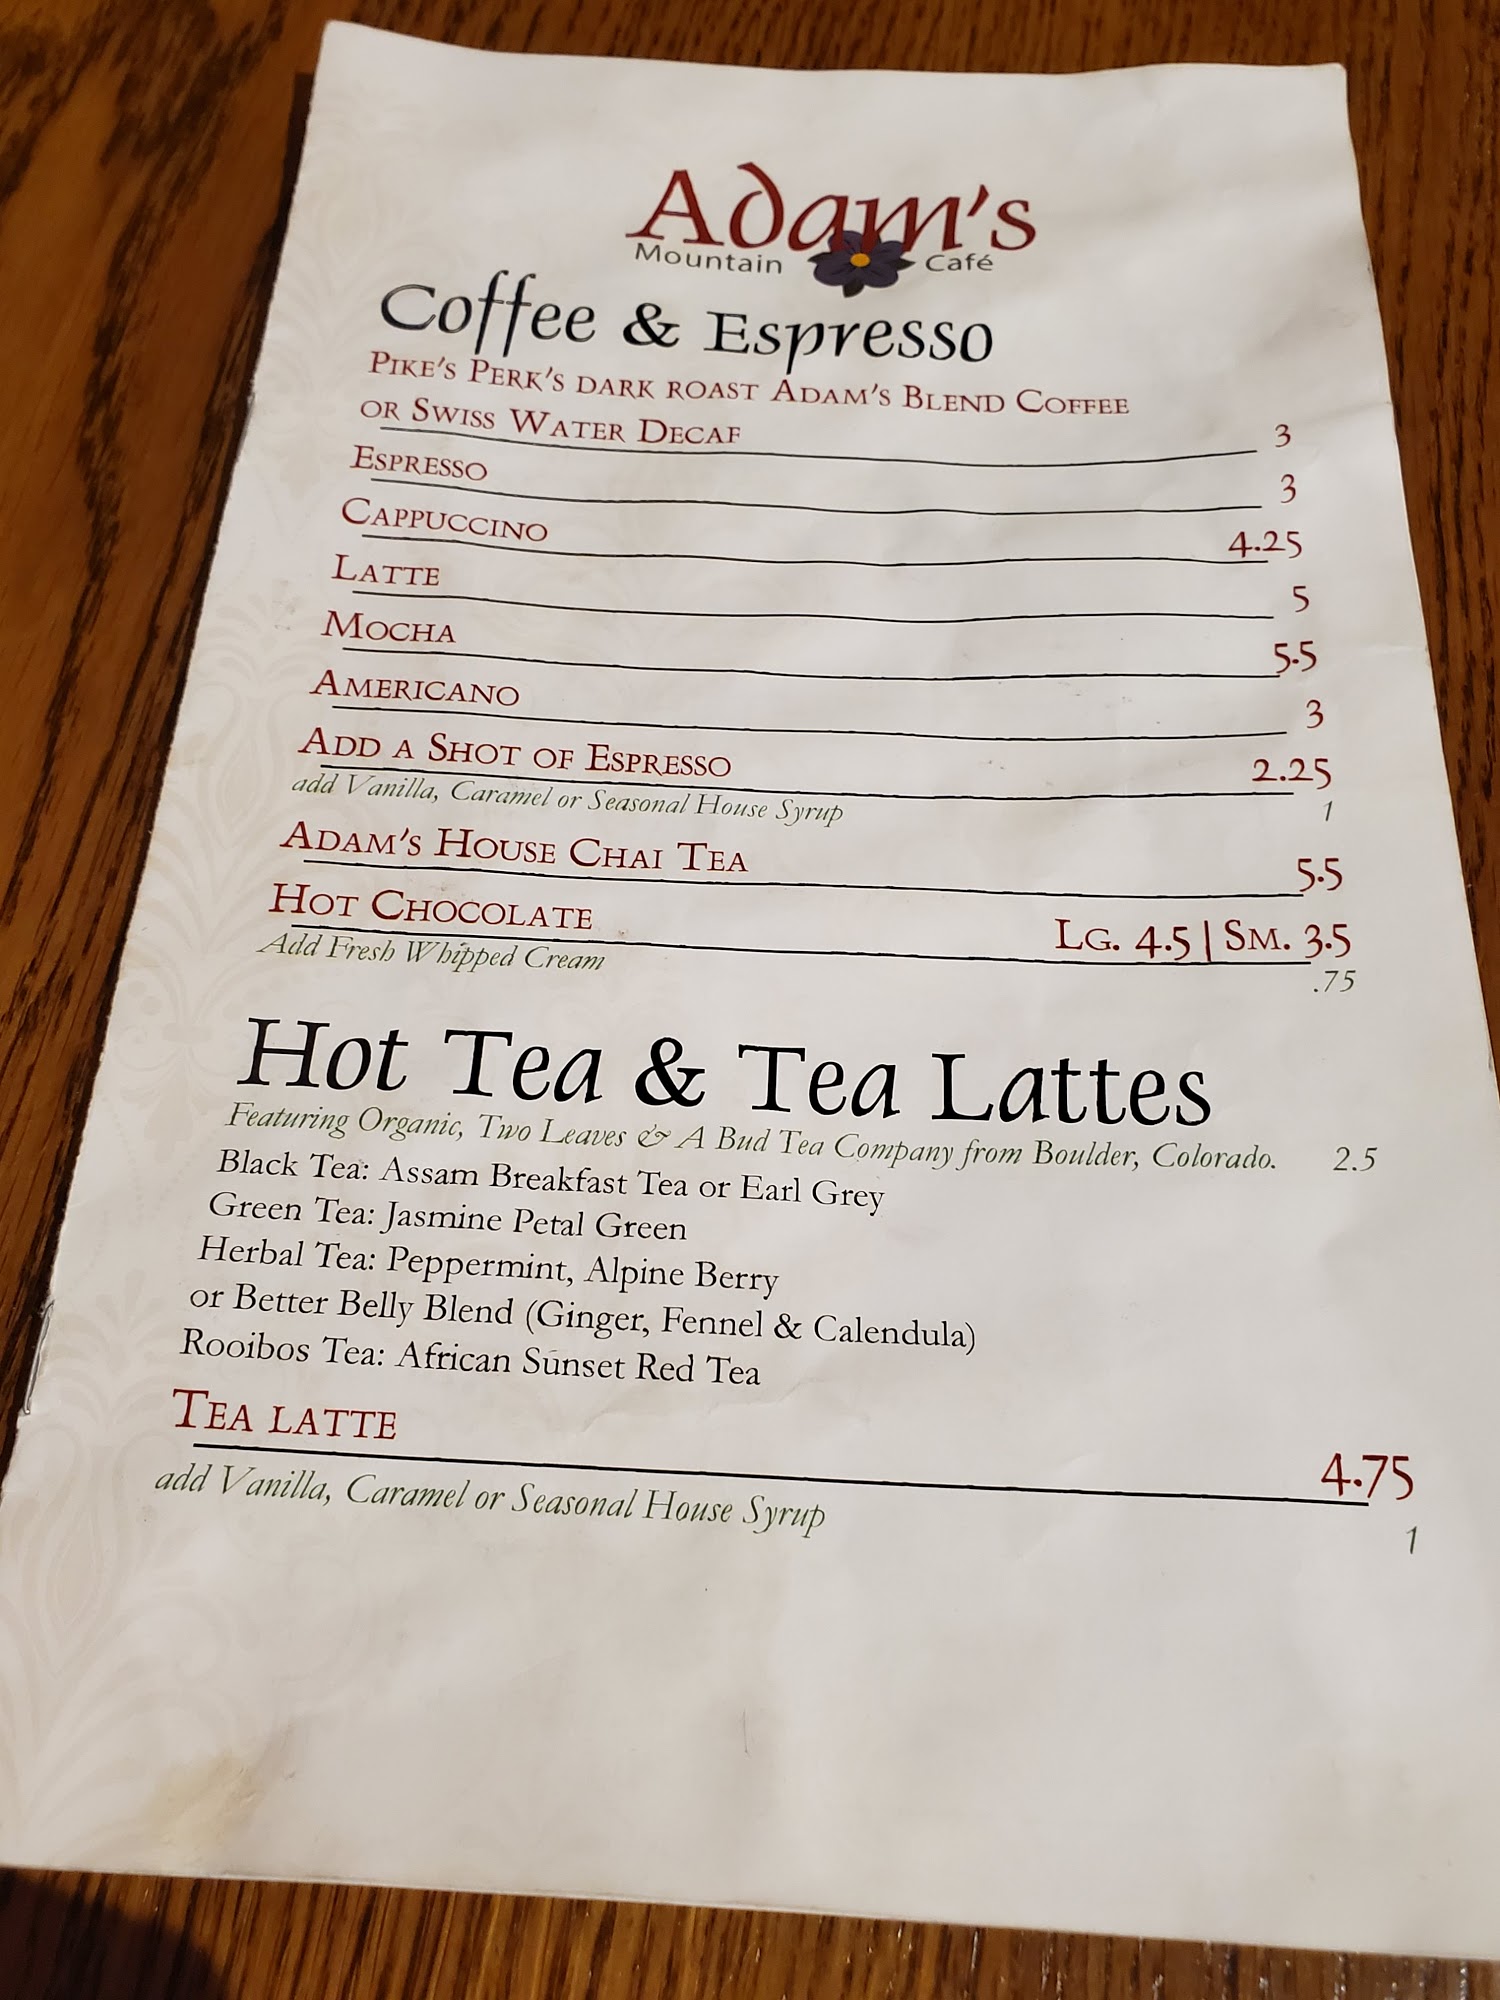 Adam's
Mountain Café
Coffee & Espresso
Pike's Perk's dark roast Adam's Blend Coffee
or Swiss Water Decaf 3
Espresso 3
Cappuccino 4.25
Latte 5
Mocha 5.5
Americano 3
Add a Shot of Espresso 2.25
add Vanilla, Caramel or Seasonal House Syrup 1
Adam's House Chai Tea 5.5
Hot Chocolate Lg. 4.5 | Sm. 3.5
Add Fresh Whipped Cream .75
Hot Tea & Tea Lattes
Featuring Organic, Two Leaves & A Bud Tea Company from Boulder, Colorado. 2.5
Black Tea: Assam Breakfast Tea or Earl Grey
Green Tea: Jasmine Petal Green
Herbal Tea: Peppermint, Alpine Berry
or Better Belly Blend (Ginger, Fennel & Calendula)
Rooibos Tea: African Sunset Red Tea
Tea latte 4.75
add Vanilla, Caramel or Seasonal House Syrup 1